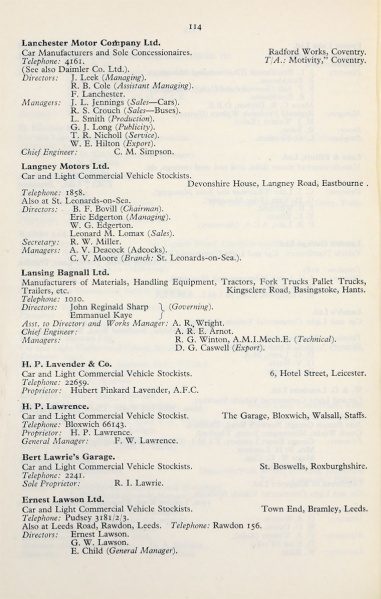 114
Lanchester Motor Company Ltd.
Car Manufacturers and Sole Concessionaires. Radford Works, Coventry.
Telephone: 4161. T/A.: Motivity," Coventry.
(See also Daimler Co. Ltd.).
Directors: J. Leek (Managing).
R. B. Cole (Assistant Managing).
F. Lanchester.
Managers: J. L. Jennings (Sales—Cars).
R. S. Crouch (Sales—Buses).
L. Smith (Production).
G. J. Long (Publicity).
T. R. Nicholl (Service).
W. E. Hilton (Export).
Chief Engineer: C. M. Simpson.
Langney Motors Ltd.
Car and Light Commercial Vehicle Stockists.
Devonshire House, Langney Road, Eastbourne.
Telephone: 1858.
Also at St. Leonards-on-Sea.
Directors: B. F. Bovill (Chairman).
Eric Edgerton (Managing).
W. G. Edgerton.
Leonard M. Lomax (Sales).
Secretary: R. W. Miller.
Managers: A. V. Deacock (Adcocks).
C. V. Moore (Branch: St. Leonards-on-Sea.).
Lansing Bagnall Ltd.
Manufacturers of Materials, Handling Equipment, Tractors, Fork Trucks Pallet Trucks,
Trailers, etc. Kingsclere Road, Basingstoke, Hants.
Telephone: 1010.
Directors: John Reginald Sharp } (Governing).
Emmanuel Kaye
Asst. to Directors and Works Manager: A. R. Wright.
Chief Engineer: A. R. E. Arnot.
Managers: R. G. Winton, A.M.I.Mech.E. (Technical).
D. G. Caswell (Export).
H. P. Lavender & Co.
Car and Light Commercial Vehicle Stockists. 6, Hotel Street, Leicester.
Telephone: 22659.
Proprietor: Hubert Pinkard Lavender, A.F.C.
H. P. Lawrence.
Car and Light Commercial Vehicle Stockist. The Garage, Bloxwich, Walsall, Staffs.
Telephone: Bloxwich 66143.
Proprietor: H. P. Lawrence.
General Manager: F. W. Lawrence.
Bert Lawrie's Garage.
Car and Light Commercial Vehicle Stockists. St. Boswells, Roxburghshire.
Telephone: 2241.
Sole Proprietor: R. I. Lawrie.
Ernest Lawson Ltd.
Car and Light Commercial Vehicle Stockists. Town End, Bramley, Leeds.
Telephone: Pudsey 3181/2/3.
Also at Leeds Road, Rawdon, Leeds. Telephone: Rawdon 156.
Directors: Ernest Lawson.
G. W. Lawson.
E. Child (General Manager).